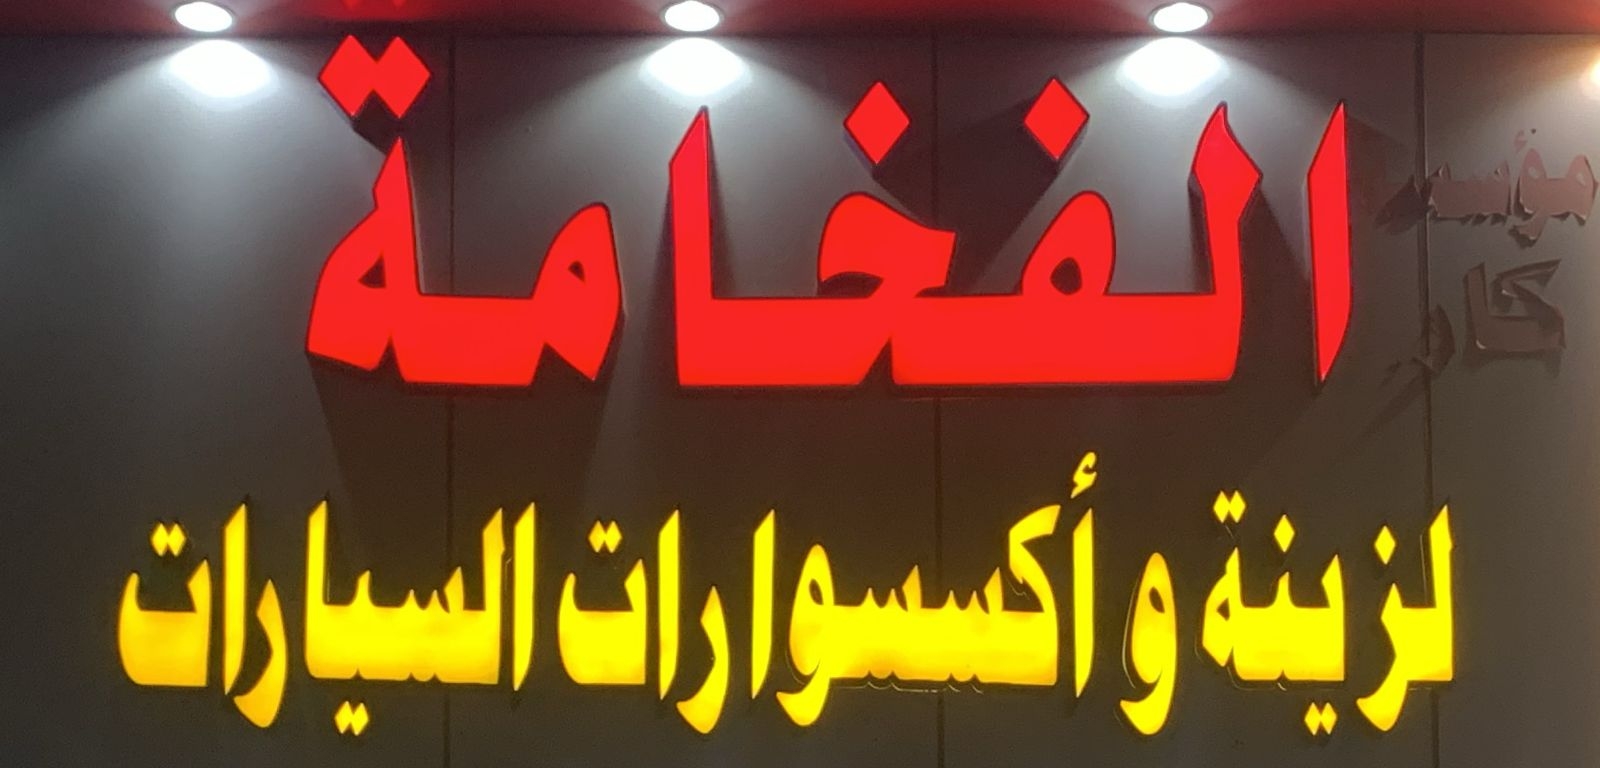 الفخامة
لزينة و أكسسوارات السيارات